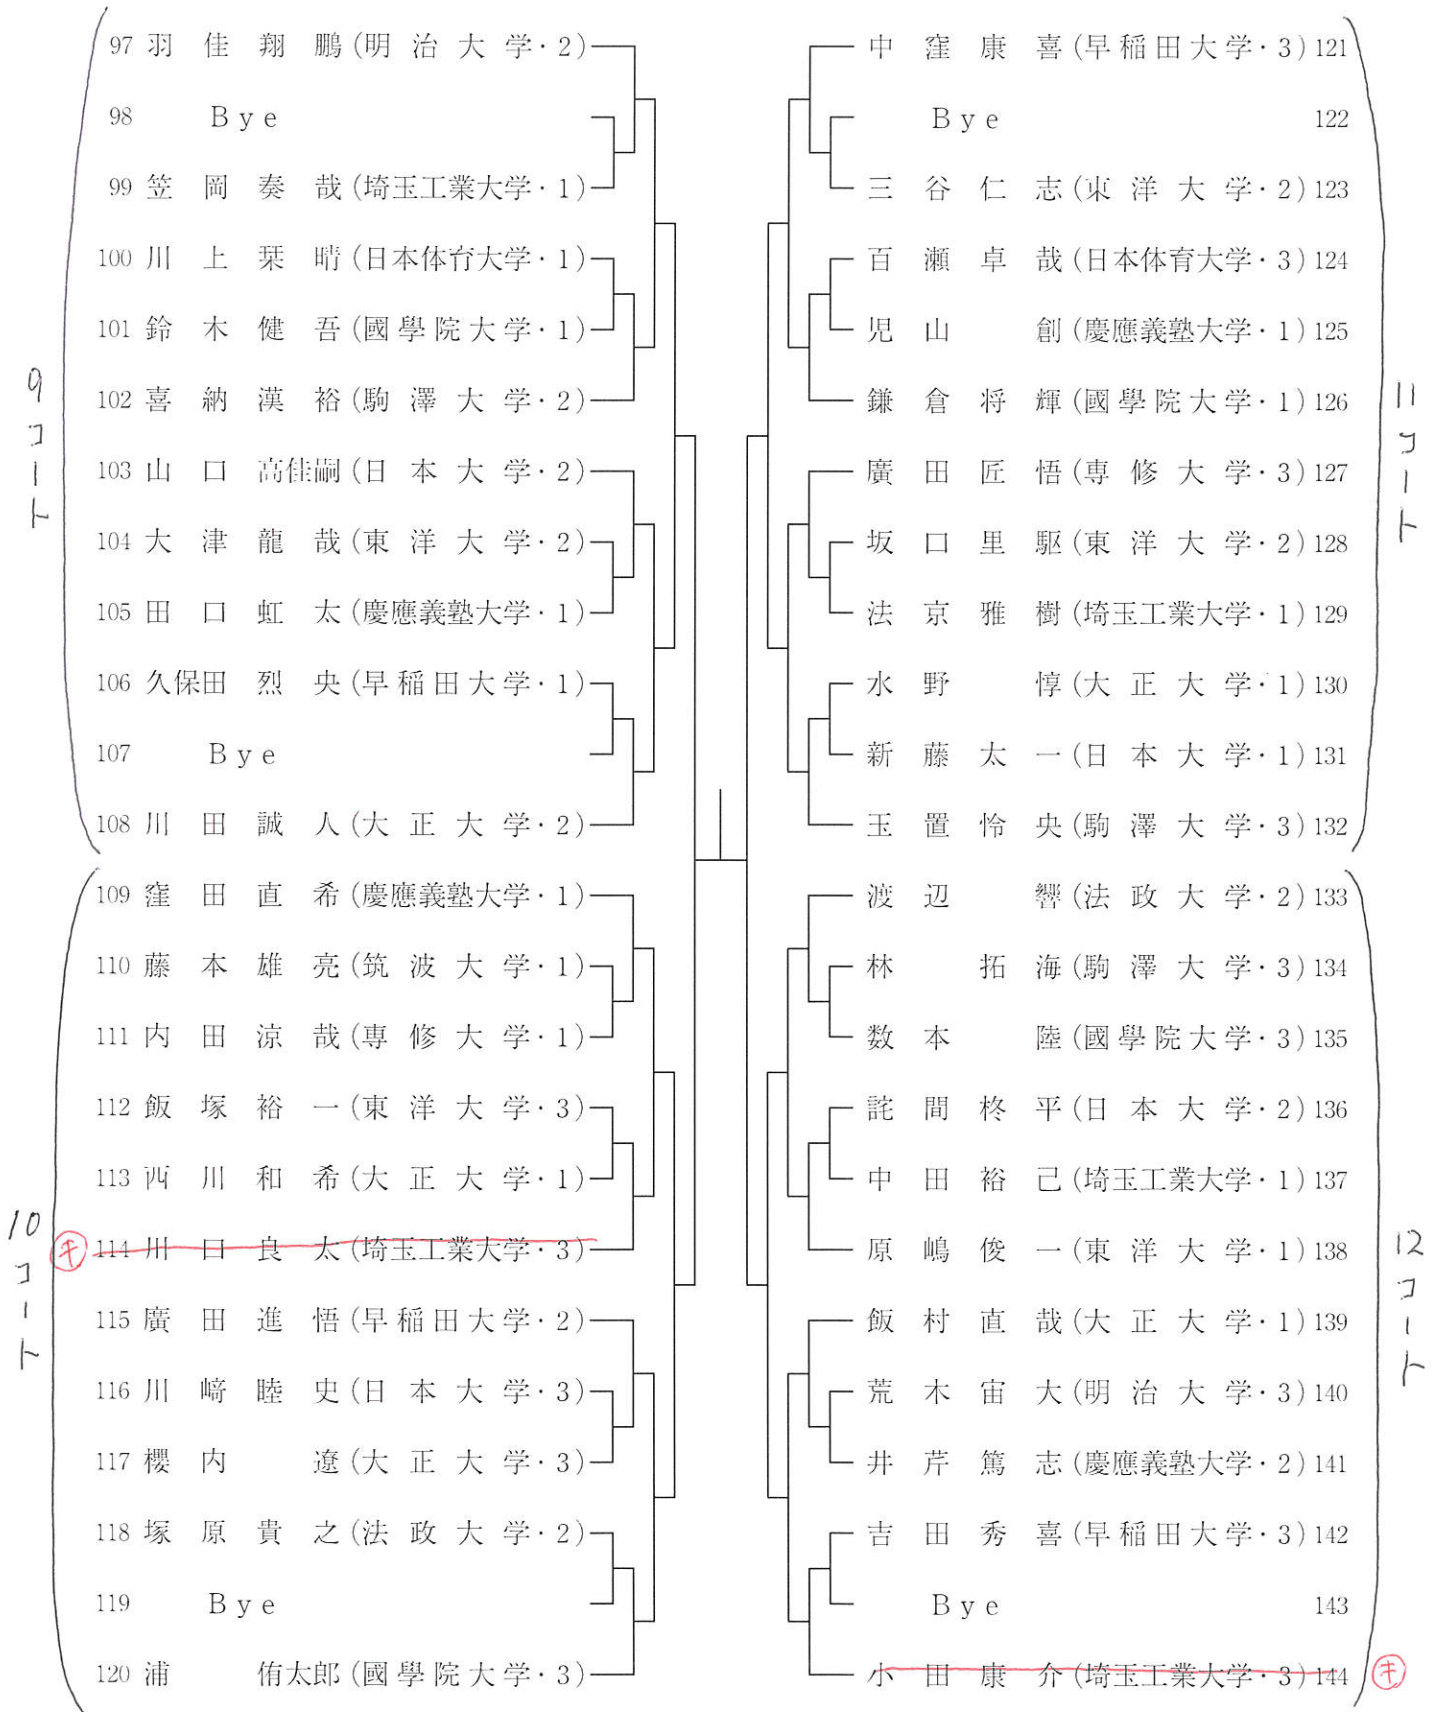 97 羽佳翔鵬(明治大学・2)
98 Bye
99 笠岡奏哉(埼玉工業大学・1)
100 川上栞晴(日本体育大学・1)
101 鈴木健吾(國學院大学・1)
102 喜納漢裕(駒澤大学・2)
103 山口高佳嗣(日本大学・2)
104 大津龍哉(東洋大学・2)
105 田口虹太(慶應義塾大学・1)
106 久保田烈央(早稲田大学・1)
107 Bye
108 川田誠人(大正大学・2)
9コート
109 窪田直希(慶應義塾大学・1)
110 藤本雄亮(筑波大学・1)
111 内田涼哉(専修大学・1)
112 飯塚裕一(東洋大学・3)
113 西川和希(大正大学・1)
キ 114 川口良太(埼玉工業大学・3)
115 廣田進悟(早稲田大学・2)
116 川﨑睦史(日本大学・3)
117 櫻内遼(大正大学・3)
118 塚原貴之(法政大学・2)
119 Bye
120 浦侑太郎(國學院大学・3)
10コート
中窪康喜(早稲田大学・3) 121
Bye 122
三谷仁志(東洋大学・2) 123
百瀬卓哉(日本体育大学・3) 124
児山創(慶應義塾大学・1) 125
鎌倉将輝(國學院大学・1) 126
廣田匠悟(専修大学・3) 127
坂口里駆(東洋大学・2) 128
法京雅樹(埼玉工業大学・1) 129
水野惇(大正大学・1) 130
新藤太一(日本大学・1) 131
玉置怜央(駒澤大学・3) 132
11コート
渡辺響(法政大学・2) 133
林拓海(駒澤大学・3) 134
数本陸(國學院大学・3) 135
詫間柊平(日本大学・2) 136
中田裕己(埼玉工業大学・1) 137
原嶋俊一(東洋大学・1) 138
飯村直哉(大正大学・1) 139
荒木宙大(明治大学・3) 140
井芹篤志(慶應義塾大学・2) 141
吉田秀喜(早稲田大学・3) 142
Bye 143
小田康介(埼玉工業大学・3) 144 キ
12コート